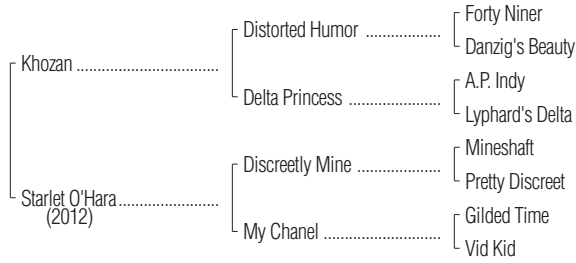 Forty Niner
Distorted Humor ..................
Danzig's Beauty
Khozan ..................................
A.P. Indy
Delta Princess ......................
Lyphard's Delta
Mineshaft
Discreetly Mine ....................
Pretty Discreet
Starlet O'Hara ........................
(2012)
Gilded Time
My Chanel ............................
Vid Kid